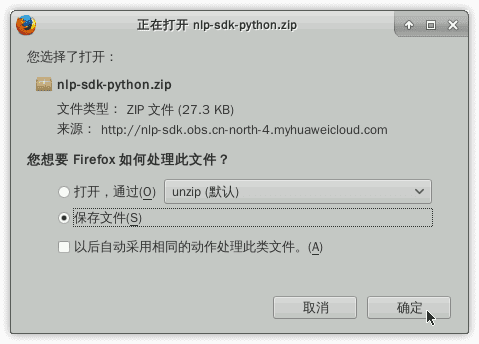 正在打开 nlp-sdk-python.zip
您选择了打开：
nlp-sdk-python.zip
文件类型： ZIP 文件 (27.3 KB)
来源： http://nlp-sdk.obs.cn-north-4.myhuaweicloud.com
您想要 Firefox 如何处理此文件？
打开，通过(O) unzip (默认)
保存文件(S)
以后自动采用相同的动作处理此类文件。(A)
取消 确定